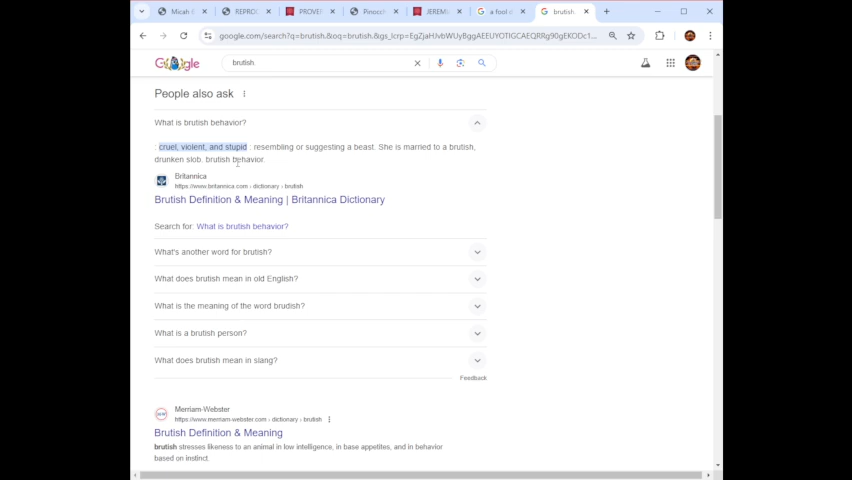 Micah
REPROD
PROVER
Pinocch
JEREMI
a fool d
brutish.
google.com/search?q=brutish.&oq=brutish.&gs_lcrp=
brutish.
People also ask
What is brutish behavior?
: cruel, violent, and stupid : resembling or suggesting a beast. She is married to a brutish,
drunken slob. brutish behavior.
Britannica
https://www.britannica.com › dictionary › brutish
Brutish Definition & Meaning | Britannica Dictionary
Search for: What is brutish behavior?
What's another word for brutish?
What does brutish mean in old English?
What is the meaning of the word brudish?
What is a brutish person?
What does brutish mean in slang?
Feedback
Merriam-Webster
https://www.merriam-webster.com › dictionary › brutish
Brutish Definition & Meaning
brutish stresses likeness to an animal in low intelligence, in base appetites, and in behavior
based on instinct.